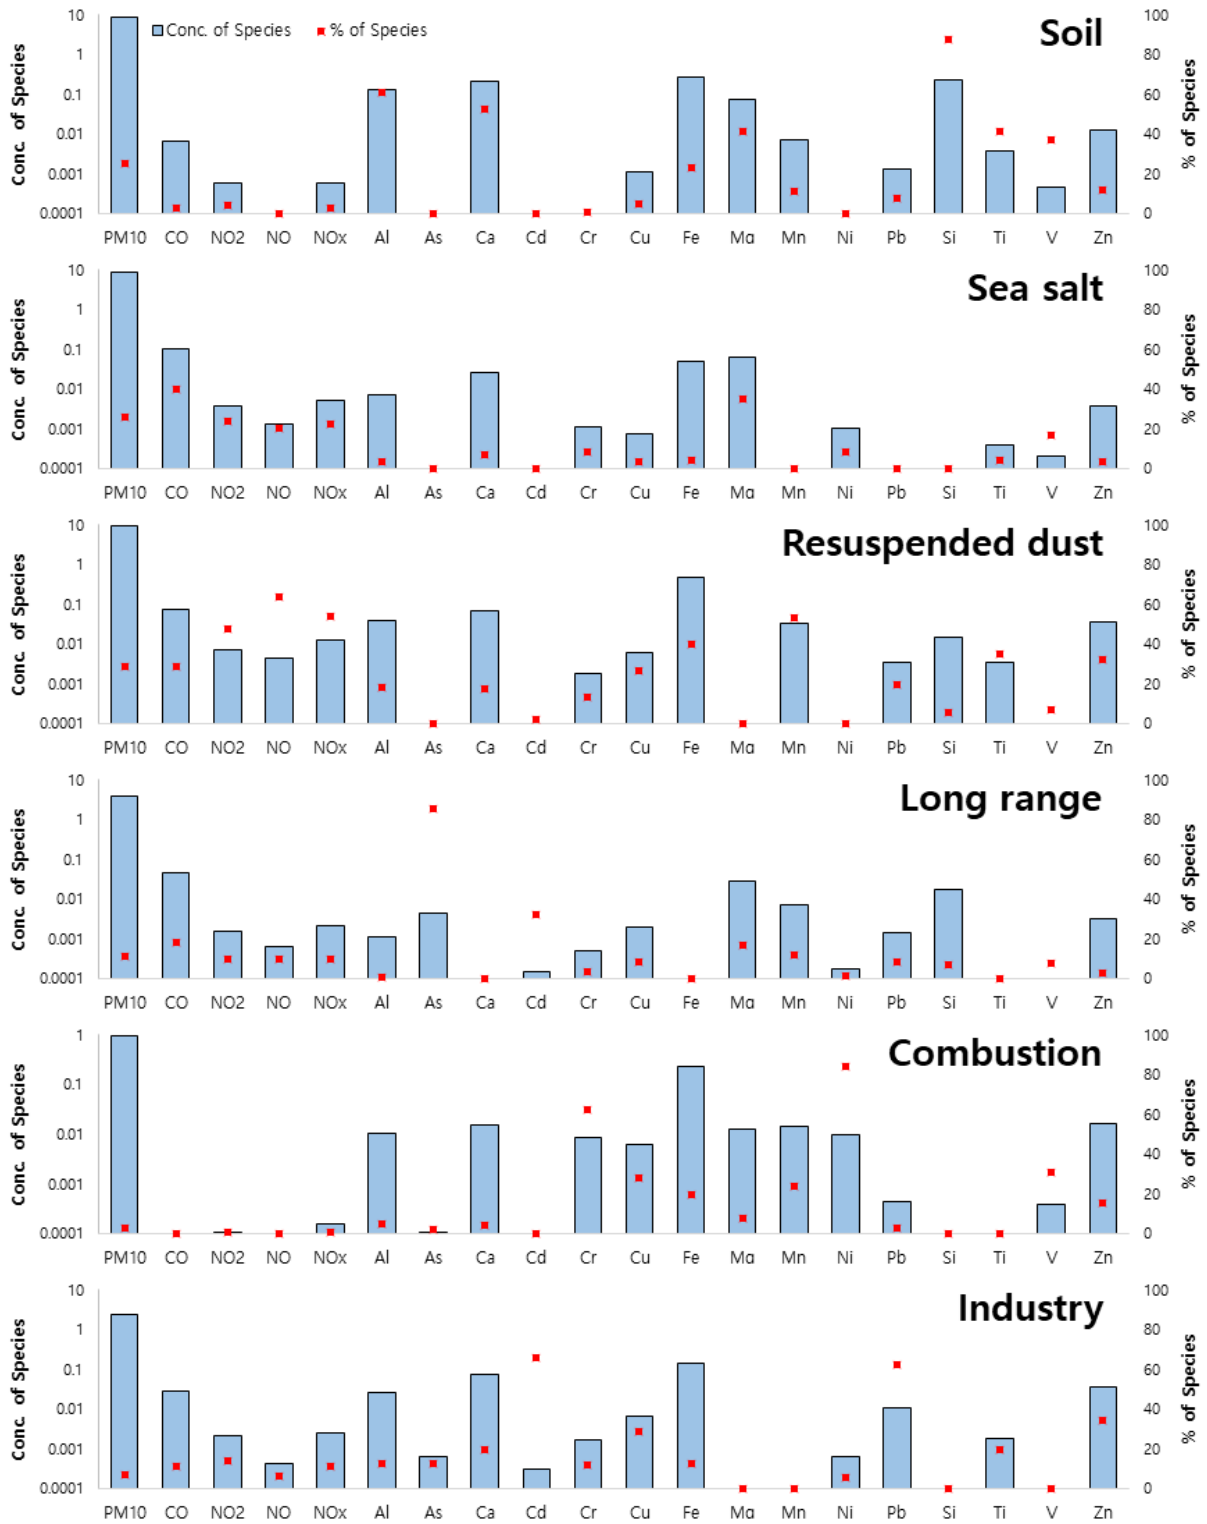 Conc. of Species
10
1
0.1
0.01
0.001
0.0001
Conc. of Species % of Species
Soil
100
80
60
40
20
0
% of Species
PM10 CO NO2 NO NOx Al As Ca Cd Cr Cu Fe Mg Mn Ni Pb Si Ti V Zn
Conc. of Species
10
1
0.1
0.01
0.001
0.0001
Sea salt
100
80
60
40
20
0
% of Species
PM10 CO NO2 NO NOx Al As Ca Cd Cr Cu Fe Mg Mn Ni Pb Si Ti V Zn
Conc. of Species
10
1
0.1
0.01
0.001
0.0001
Resuspended dust
100
80
60
40
20
0
% of Species
PM10 CO NO2 NO NOx Al As Ca Cd Cr Cu Fe Mg Mn Ni Pb Si Ti V Zn
Conc. of Species
10
1
0.1
0.01
0.001
0.0001
Long range
100
80
60
40
20
0
% of Species
PM10 CO NO2 NO NOx Al As Ca Cd Cr Cu Fe Mg Mn Ni Pb Si Ti V Zn
Conc. of Species
1
0.1
0.01
0.001
0.0001
Combustion
100
80
60
40
20
0
% of Species
PM10 CO NO2 NO NOx Al As Ca Cd Cr Cu Fe Mg Mn Ni Pb Si Ti V Zn
Conc. of Species
10
1
0.1
0.01
0.001
0.0001
Industry
100
80
60
40
20
0
% of Species
PM10 CO NO2 NO NOx Al As Ca Cd Cr Cu Fe Mg Mn Ni Pb Si Ti V Zn